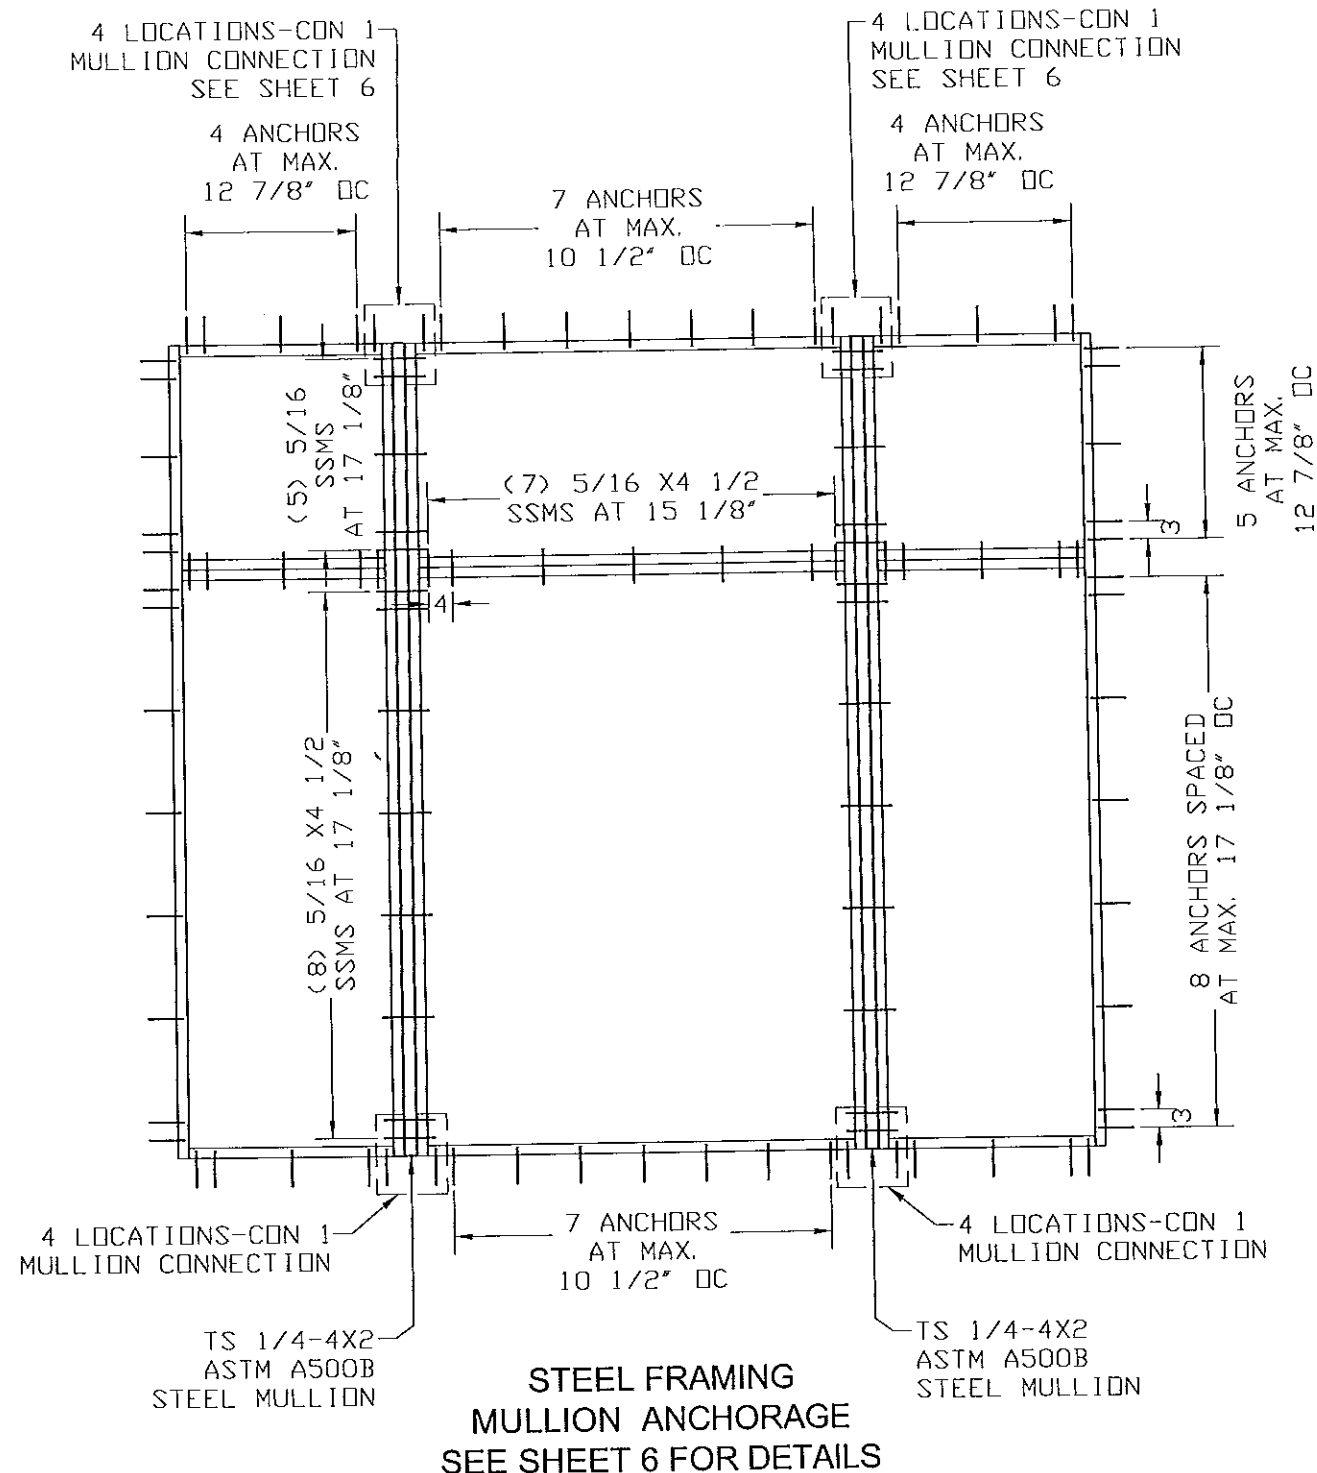 4 LOCATIONS-CON 1
MULLION CONNECTION
SEE SHEET 6
4 LOCATIONS-CON 1
MULLION CONNECTION
SEE SHEET 6
4 ANCHORS
AT MAX.
12 7/8" OC
7 ANCHORS
AT MAX.
10 1/2" OC
4 ANCHORS
AT MAX.
12 7/8" OC
(5) 5/16
SSMS
AT 17 1/8"
(7) 5/16 X4 1/2
SSMS AT 15 1/8"
5 ANCHORS
AT MAX.
12 7/8" OC
3
4
(8) 5/16 X4 1/2
SSMS AT 17 1/8"
8 ANCHORS SPACED
AT MAX. 17 1/8" OC
3
4 LOCATIONS-CON 1
MULLION CONNECTION
7 ANCHORS
AT MAX.
10 1/2" OC
4 LOCATIONS-CON 1
MULLION CONNECTION
TS 1/4-4X2
ASTM A500B
STEEL MULLION
TS 1/4-4X2
ASTM A500B
STEEL MULLION
STEEL FRAMING
MULLION ANCHORAGE
SEE SHEET 6 FOR DETAILS